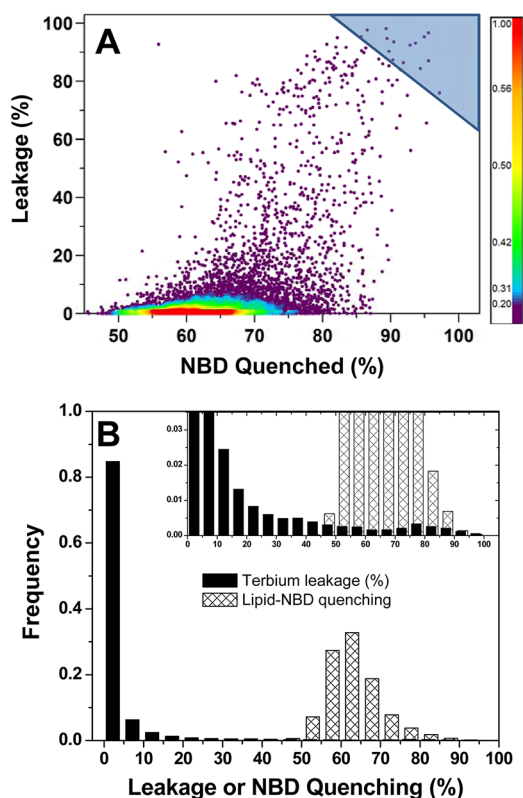 A
100
80
60
40
20
0
Leakage (%)
50 60 70 80 90 100
NBD Quenched (%)
1.00
0.56
0.50
0.42
0.31
0.20
B
1.0
0.8
0.6
0.4
0.2
0.0
Frequency
0.03
0.02
0.01
0.00
0 10 20 30 40 50 60 70 80 90 100
Terbium leakage (%)
Lipid-NBD quenching
0 10 20 30 40 50 60 70 80 90 100
Leakage or NBD Quenching (%)